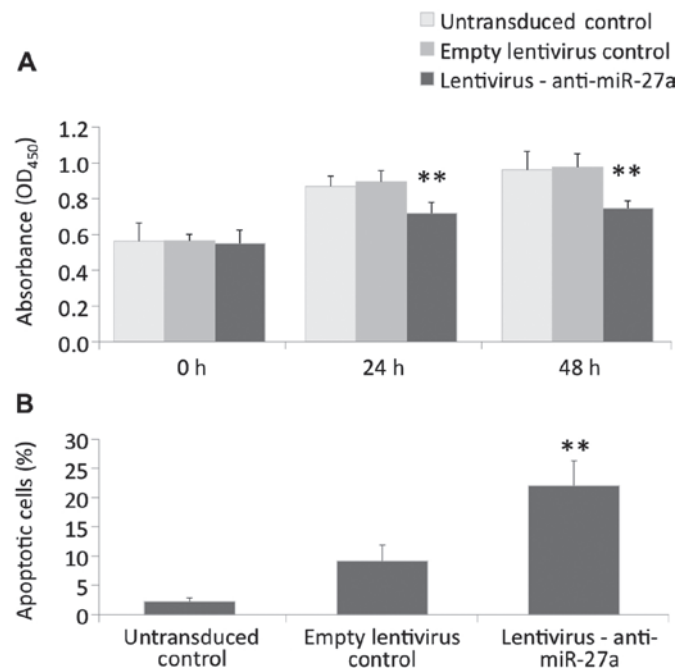 Untransduced control
Empty lentivirus control
Lentivirus - anti-miR-27a
A
Absorbance (OD450)
1.2
1.0
0.8
0.6
0.4
0.2
0.0
**
**
0 h
24 h
48 h
B
Apoptotic cells (%)
30
25
20
15
10
5
0
**
Untransduced
control
Empty lentivirus
control
Lentivirus - anti-
miR-27a